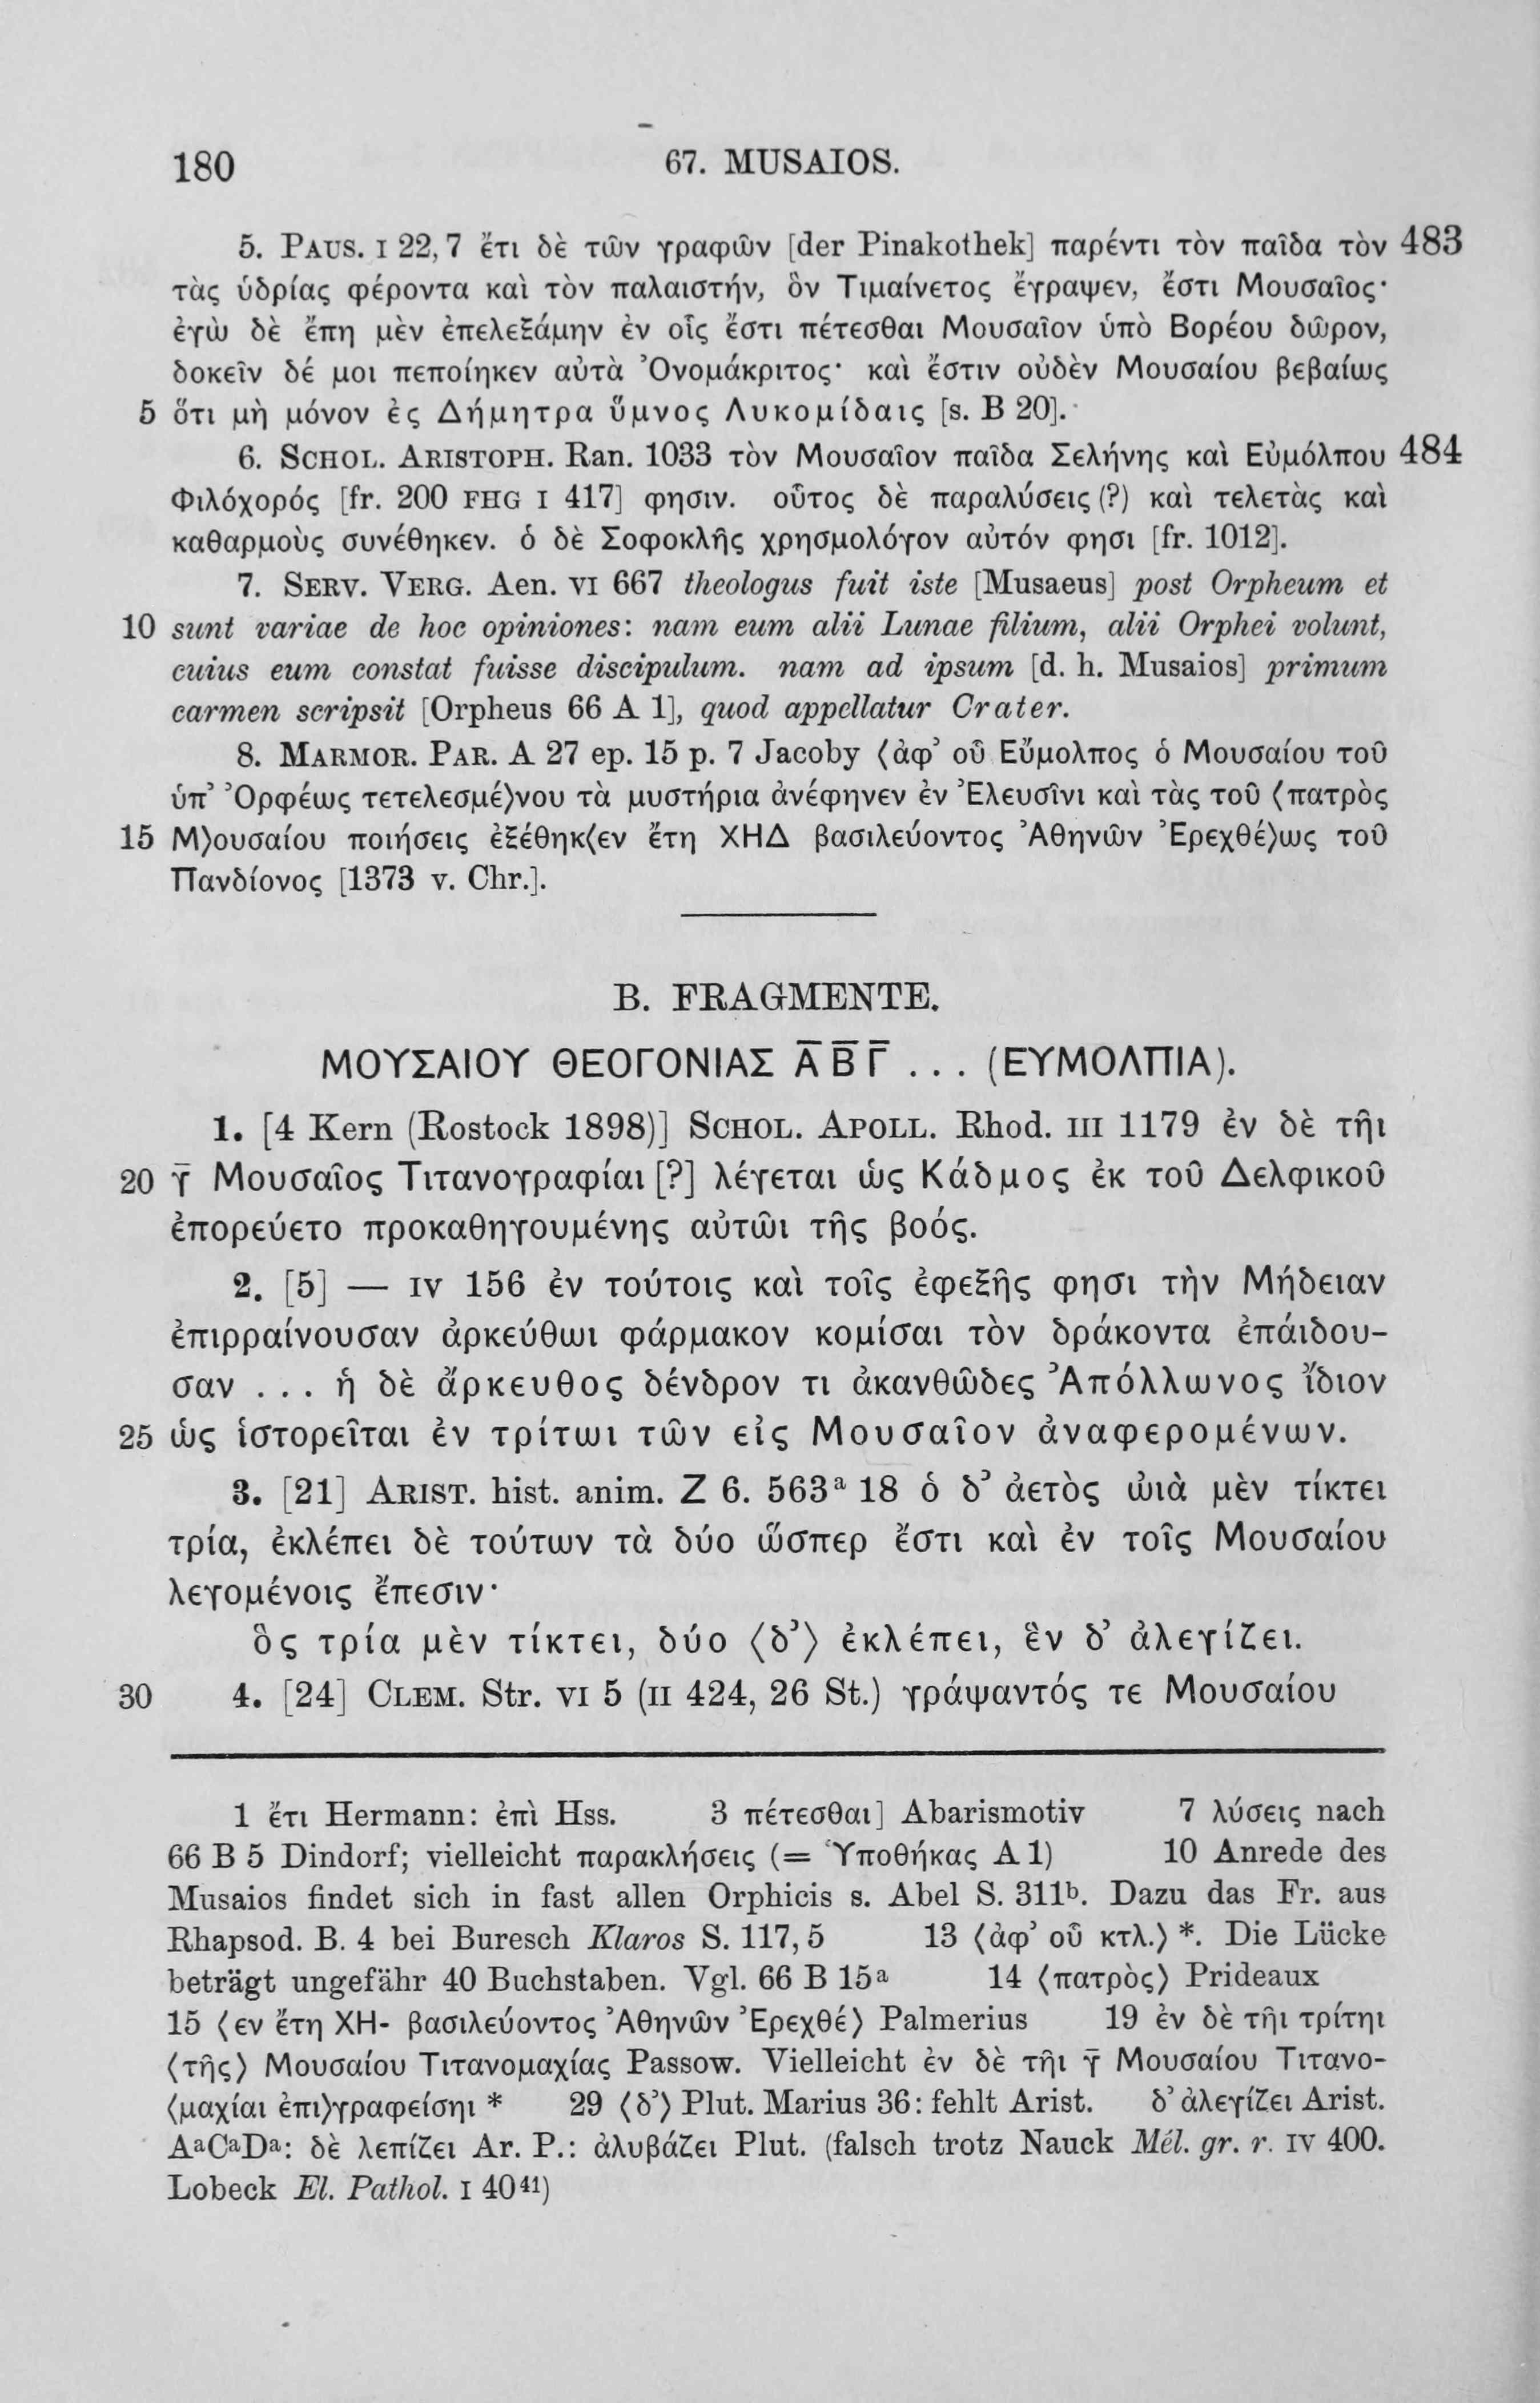 180
67. MUSAIOS.
5. PAUS. I 22, 7 ἔτι δὲ τῶν γραφῶν [der Pinakothek] παρέντι τὸν παῖδα τὸν 483
τὰς ὑδρίας φέροντα καὶ τὸν παλαιστήν, ὃν Τιμαίνετος ἔγραψεν, ἔστι Μουσαῖος·
ἐγὼ δὲ ἔπη μὲν ἐπελεξάμην ἐν οἷς ἔστι πέτεσθαι Μουσαῖον ὑπὸ Βορέου δῶρον,
δοκεῖν δέ μοι πεποίηκεν αὐτὰ Ὀνομάκριτος· καὶ ἔστιν οὐδὲν Μουσαίου βεβαίως
5 ὅτι μὴ μόνον ἐς Δήμητρα ὕμνος Λυκομίδαις [s. B 20].
6. SCHOL. ARISTOPH. Ran. 1033 τὸν Μουσαῖον παῖδα Σελήνης καὶ Εὐμόλπου 484
Φιλόχορός [fr. 200 FHG I 417] φησιν. οὗτος δὲ παραλύσεις (?) καὶ τελετὰς καὶ
καθαρμοὺς συνέθηκεν. ὁ δὲ Σοφοκλῆς χρησμολόγον αὐτόν φησι [fr. 1012].
7. SERV. VERG. Aen. VI 667 theologus fuit iste [Musaeus] post Orpheum et
10 sunt variae de hoc opiniones: nam eum alii Lunae filium, alii Orphei volunt,
cuius eum constat fuisse discipulum. nam ad ipsum [d. h. Musaios] primum
carmen scripsit [Orpheus 66 A 1], quod appellatur Crater.
8. MARMOR. PAR. A 27 ep. 15 p. 7 Jacoby ⟨ἀφ' οὗ Εὔμολπος ὁ Μουσαίου τοῦ
ὑπ' Ὀρφέως τετελεσμέ⟩νου τὰ μυστήρια ἀνέφηνεν ἐν Ἐλευσῖνι καὶ τὰς τοῦ ⟨πατρὸς
15 Μ⟩ουσαίου ποιήσεις ἐξέθηκ⟨εν ἔτη ΧΗΔ βασιλεύοντος Ἀθηνῶν Ἐρεχθέ⟩ως τοῦ
Πανδίονος [1373 v. Chr.].
B. FRAGMENTE.
ΜΟΥΣΑΙΟΥ ΘΕΟΓΟΝΙΑΣ Α̅ Β̅ Γ̅ ... (ΕΥΜΟΛΠΙΑ).
1. [4 Kern (Rostock 1898)] SCHOL. APOLL. Rhod. III 1179 ἐν δὲ τῆι
20 γ̅ Μουσαῖος Τιτανογραφίαι [?] λέγεται ὡς Κάδμος ἐκ τοῦ Δελφικοῦ
ἐπορεύετο προκαθηγουμένης αὐτῶι τῆς βοός.
2. [5] — IV 156 ἐν τούτοις καὶ τοῖς ἐφεξῆς φησι τὴν Μήδειαν
ἐπιρραίνουσαν ἀρκεύθωι φάρμακον κομίσαι τὸν δράκοντα ἐπάιδου-
σαν ... ἡ δὲ ἄρκευθος δένδρον τι ἀκανθῶδες Ἀπόλλωνος ἴδιον
25 ὡς ἱστορεῖται ἐν τρίτωι τῶν εἰς Μουσαῖον ἀναφερομένων.
3. [21] ARIST. hist. anim. Z 6. 563ᵃ 18 ὁ δ' ἀετὸς ὠιὰ μὲν τίκτει
τρία, ἐκλέπει δὲ τούτων τὰ δύο ὥσπερ ἔστι καὶ ἐν τοῖς Μουσαίου
λεγομένοις ἔπεσιν·
ὃς τρία μὲν τίκτει, δύο ⟨δ'⟩ ἐκλέπει, ἓν δ' ἀλεγίζει.
30 4. [24] CLEM. Str. VI 5 (II 424, 26 St.) γράψαντός τε Μουσαίου
1 ἔτι Hermann: ἐπὶ Hss. 3 πέτεσθαι] Abarismotiv 7 λύσεις nach
66 B 5 Dindorf; vielleicht παρακλήσεις (= Ὑποθήκας A 1) 10 Anrede des
Musaios findet sich in fast allen Orphicis s. Abel S. 311ᵇ. Dazu das Fr. aus
Rhapsod. B. 4 bei Buresch Klaros S. 117, 5 13 ⟨ἀφ' οὗ κτλ.⟩ *. Die Lücke
beträgt ungefähr 40 Buchstaben. Vgl. 66 B 15ᵃ 14 ⟨πατρὸς⟩ Prideaux
15 ⟨εν ἔτη ΧΗ- βασιλεύοντος Ἀθηνῶν Ἐρεχθέ⟩ Palmerius 19 ἐν δὲ τῆι τρίτηι
⟨τῆς⟩ Μουσαίου Τιτανομαχίας Passow. Vielleicht ἐν δὲ τῆι γ̅ Μουσαίου Τιτανο-
⟨μαχίαι ἐπι⟩γραφείσηι * 29 ⟨δ'⟩ Plut. Marius 36: fehlt Arist. δ' ἀλεγίζει Arist.
AᵃCᵃDᵃ: δὲ λεπίζει Ar. P.: ἀλυβάζει Plut. (falsch trotz Nauck Mél. gr. r. IV 400.
Lobeck El. Pathol. I 40⁴¹)